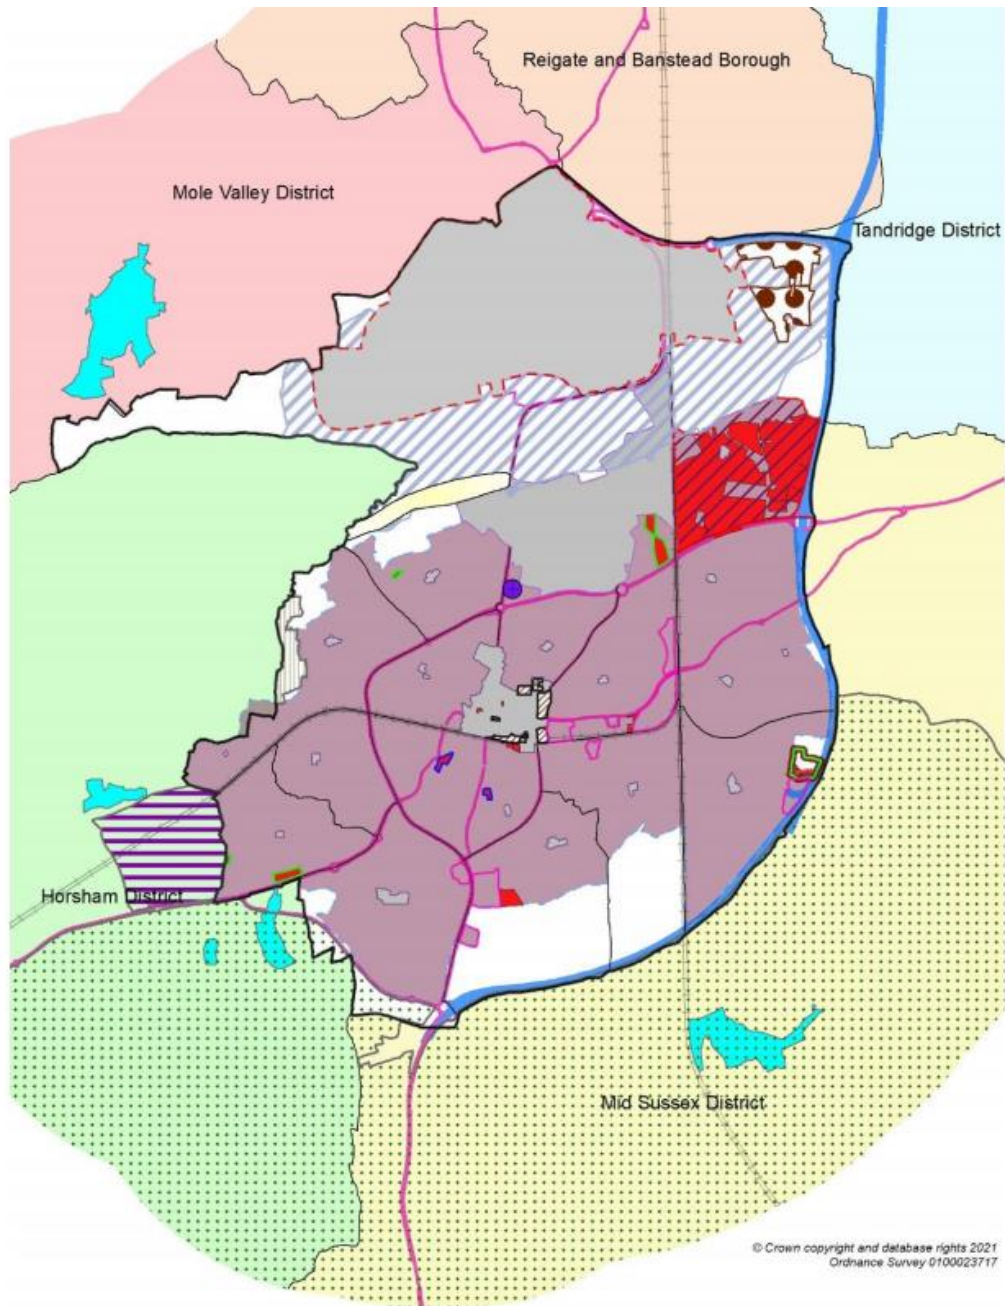 Reigate and Banstead Borough
Mole Valley District
Tandridge District
Horsham District
Mid Sussex District
© Crown copyright and database rights 2021
Ordnance Survey 0100023717